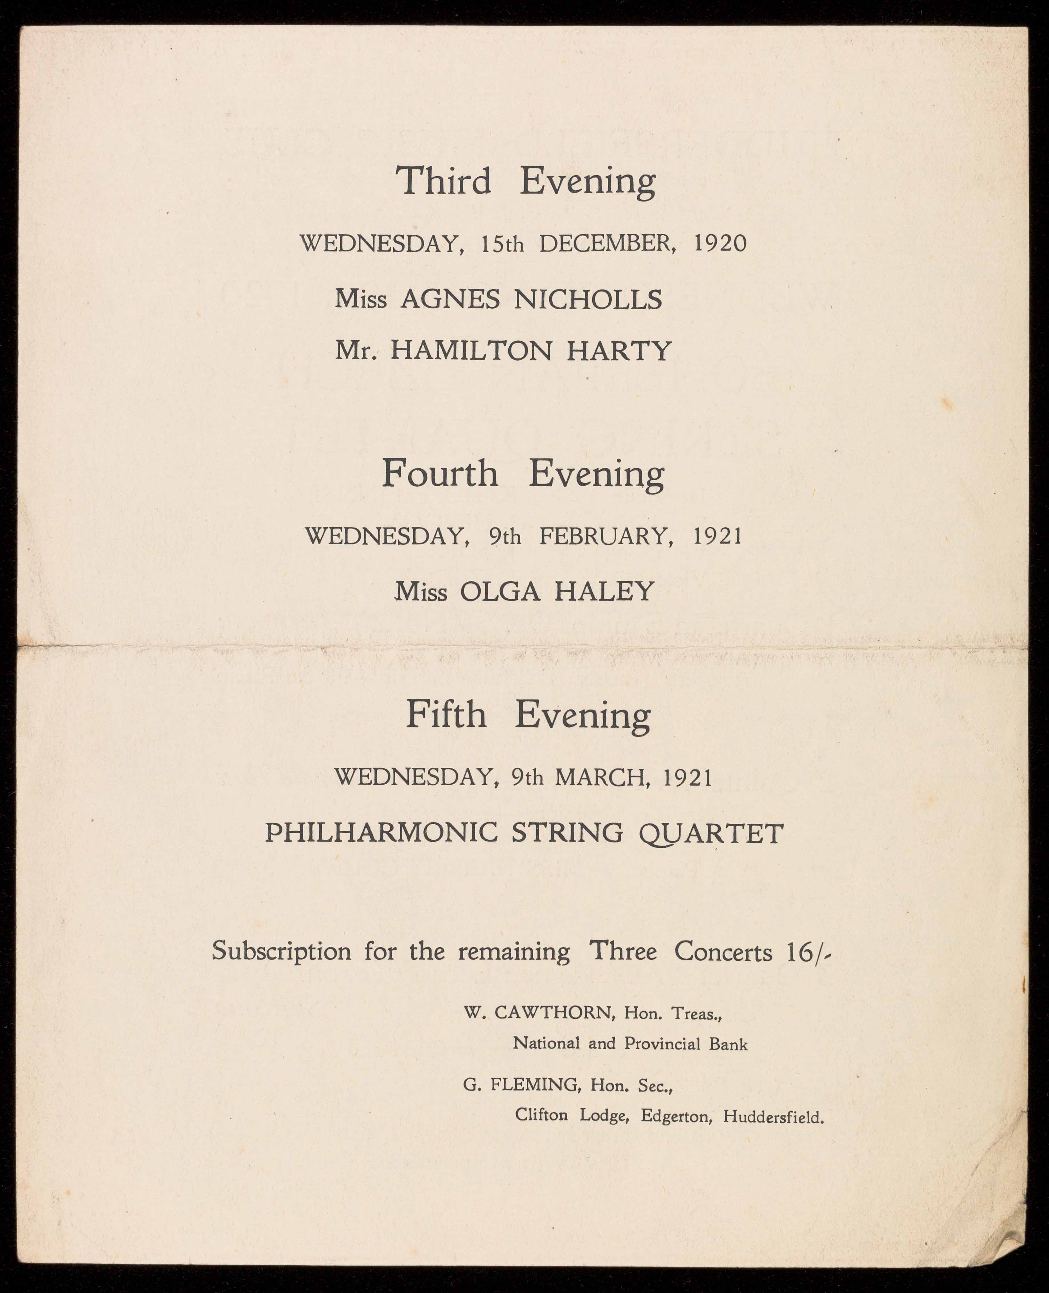 Third Evening
WEDNESDAY, 15th DECEMBER, 1920
Miss AGNES NICHOLLS
Mr. HAMILTON HARTY
Fourth Evening
WEDNESDAY, 9th FEBRUARY, 1921
Miss OLGA HALEY
Fifth Evening
WEDNESDAY, 9th MARCH, 1921
PHILHARMONIC STRING QUARTET
Subscription for the remaining Three Concerts 16/-
W. CAWTHORN, Hon. Treas.,
National and Provincial Bank
G. FLEMING, Hon. Sec.,
Clifton Lodge, Edgerton, Huddersfield.